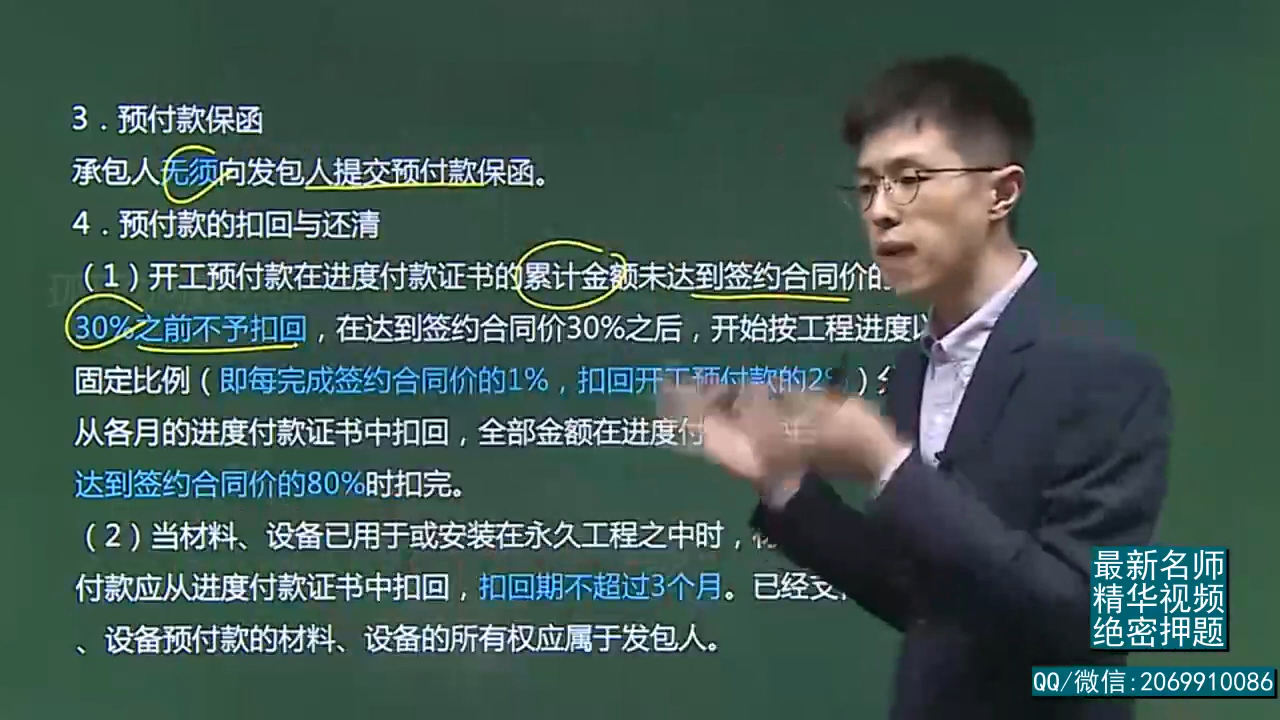 3．预付款保函
承包人无须向发包人提交预付款保函。
4．预付款的扣回与还清
（1）开工预付款在进度付款证书的累计金额未达到签约合同价的
30%之前不予扣回，在达到签约合同价30%之后，开始按工程进度以
固定比例（即每完成签约合同价的1%，扣回开工预付款的2%）分
从各月的进度付款证书中扣回，全部金额在进度付
达到签约合同价的80%时扣完。
（2）当材料、设备已用于或安装在永久工程之中时，
付款应从进度付款证书中扣回，扣回期不超过3个月。已经支
、设备预付款的材料、设备的所有权应属于发包人。
最新名师
精华视频
绝密押题
QQ/微信:2069910086